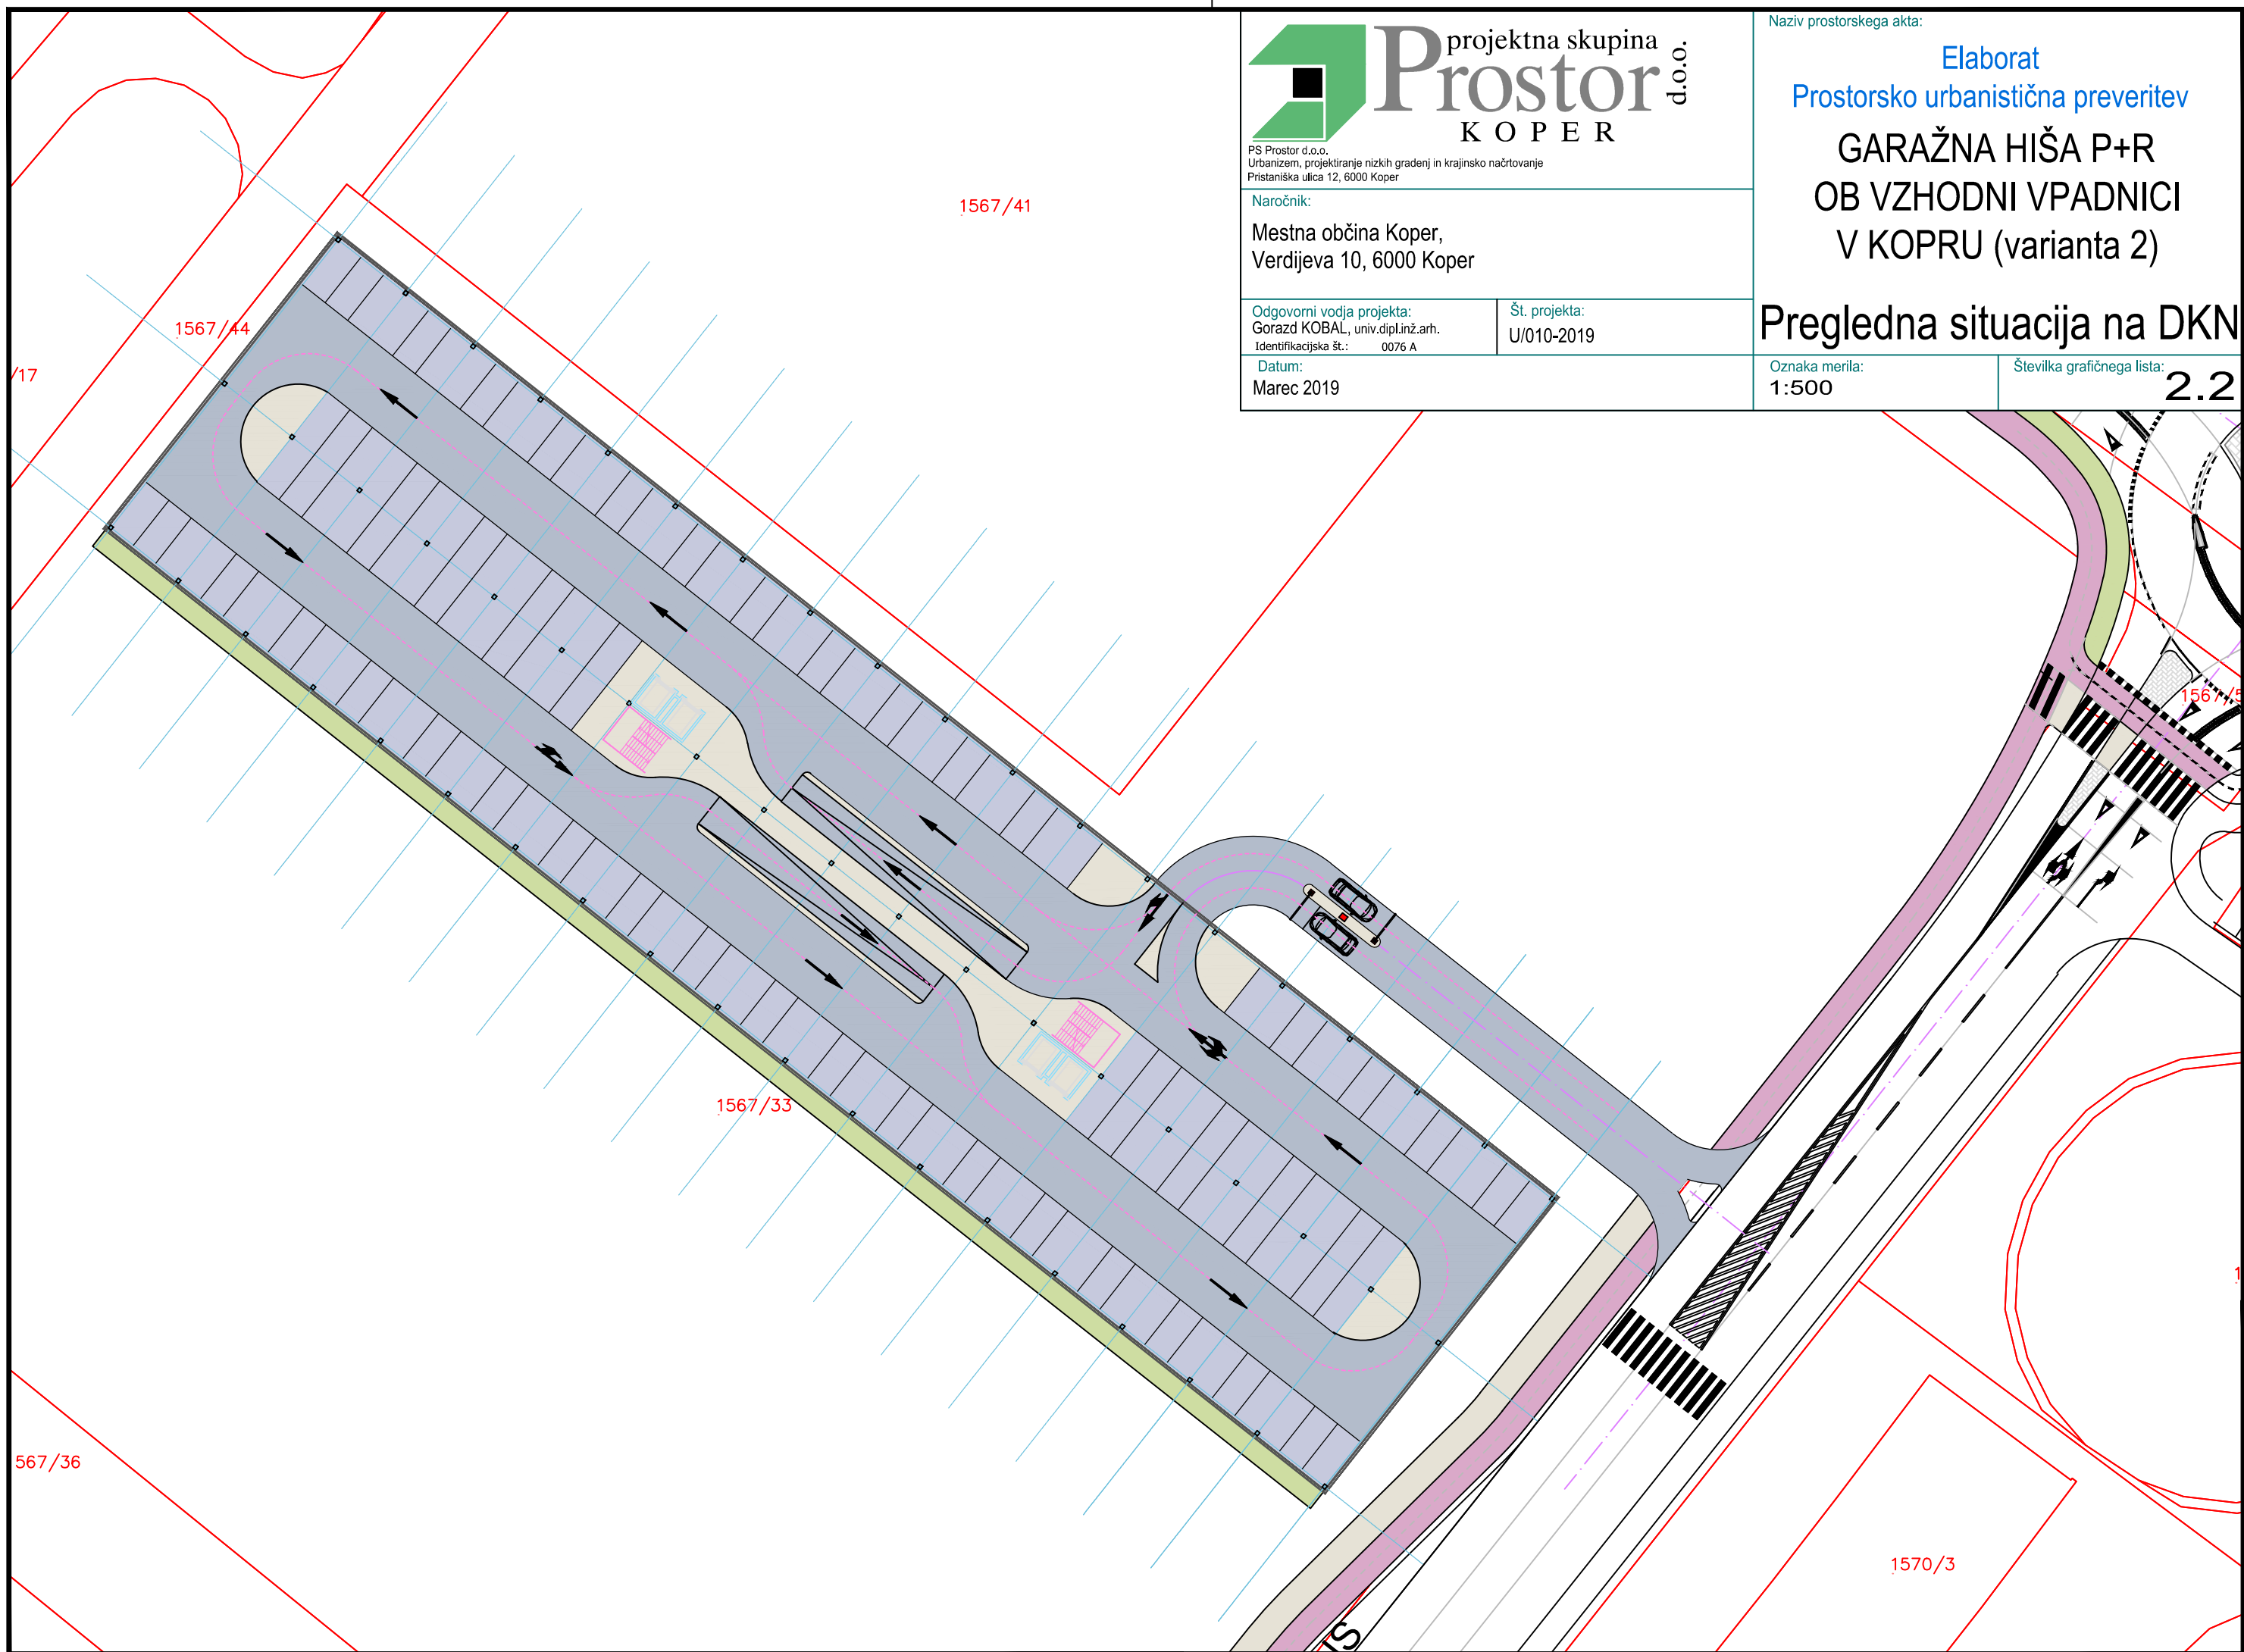 projektna skupina
Prostor
d.o.o.
KOPER
PS Prostor d.o.o.
Urbanizem, projektiranje nizkih gradenj in krajinsko načrtovanje
Pristaniška ulica 12, 6000 Koper
Naročnik:
Mestna občina Koper,
Verdijeva 10, 6000 Koper
Odgovorni vodja projekta:
Gorazd KOBAL, univ.dipl.inž.arh.
Identifikacijska št.: 0076 A
Št. projekta:
U/010-2019
Datum:
Marec 2019
Naziv prostorskega akta:
Elaborat
Prostorsko urbanistična preveritev
GARAŽNA HIŠA P+R
OB VZHODNI VPADNICI
V KOPRU (varianta 2)
Pregledna situacija na DKN
Oznaka merila:
1:500
Številka grafičnega lista:
2.2
1567/41
1567/44
/17
1567/5
1567/33
567/36
1570/3